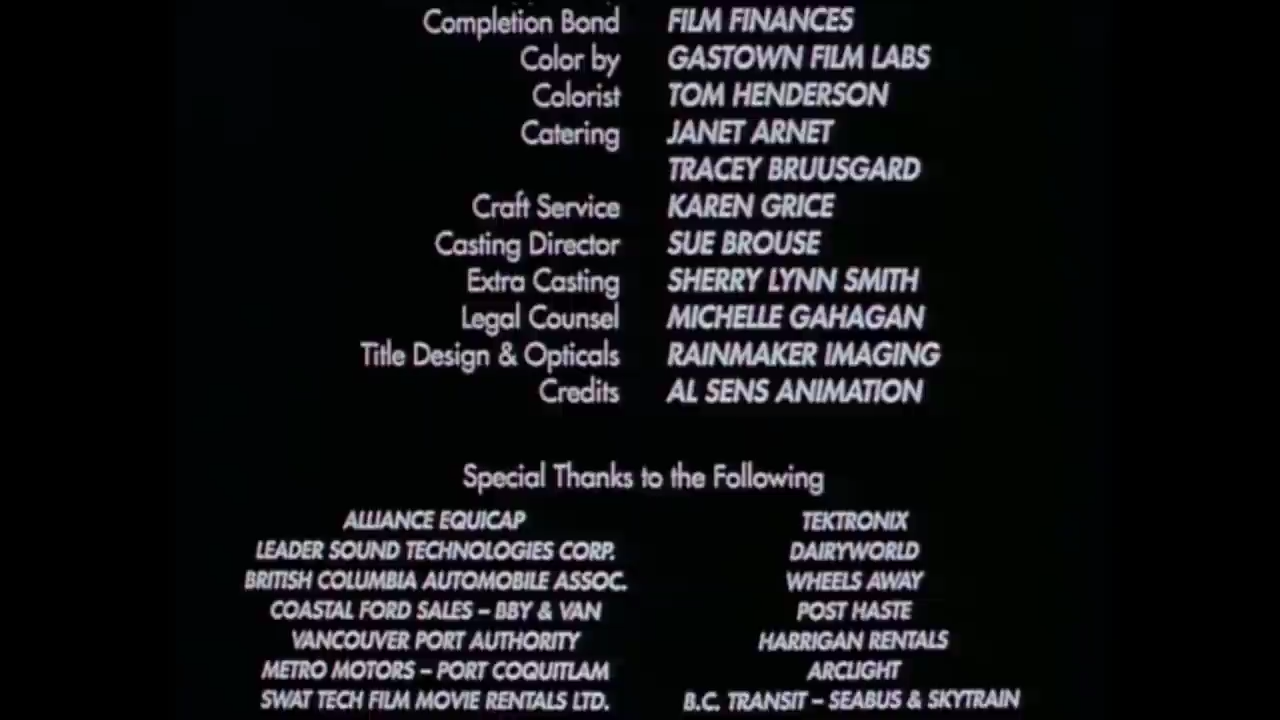 Completion Bond FILM FINANCES
Color by GASTOWN FILM LABS
Colorist TOM HENDERSON
Catering JANET ARNET
TRACEY BRUUSGARD
Craft Service KAREN GRICE
Casting Director SUE BROUSE
Extra Casting SHERRY LYNN SMITH
Legal Counsel MICHELLE GAHAGAN
Title Design & Opticals RAINMAKER IMAGING
Credits AL SENS ANIMATION
Special Thanks to the Following
ALLIANCE EQUICAP TEKTRONIX
LEADER SOUND TECHNOLOGIES CORP. DAIRYWORLD
BRITISH COLUMBIA AUTOMOBILE ASSOC. WHEELS AWAY
COASTAL FORD SALES – BBY & VAN POST HASTE
VANCOUVER PORT AUTHORITY HARRIGAN RENTALS
METRO MOTORS – PORT COQUITLAM ARCLIGHT
SWAT TECH FILM MOVIE RENTALS LTD. B.C. TRANSIT – SEABUS & SKYTRAIN